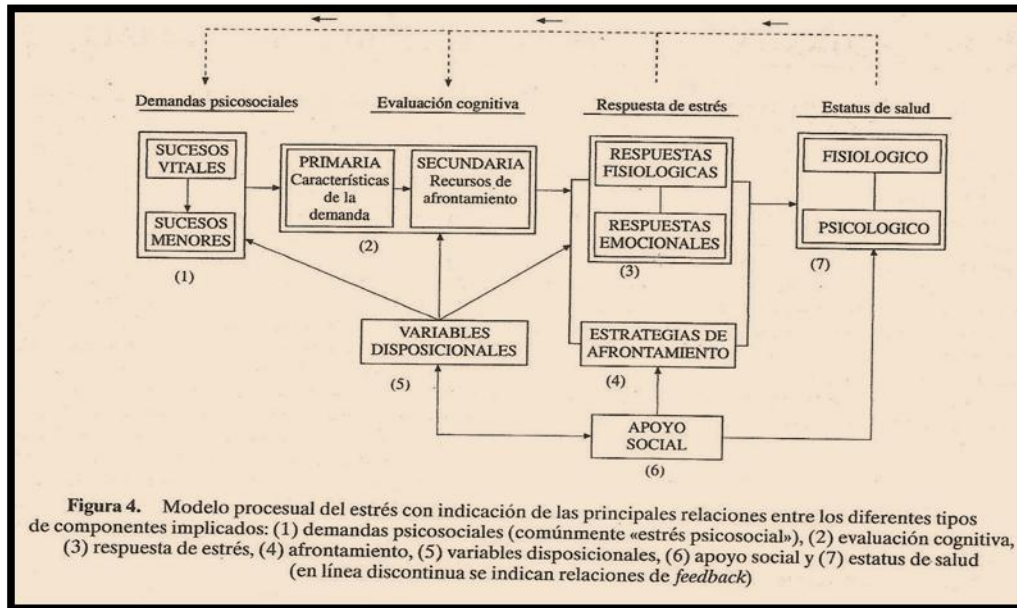 Demandas psicosociales
Evaluación cognitiva
Respuesta de estrés
Estatus de salud
SUCESOS
VITALES
SUCESOS
MENORES
(1)
PRIMARIA
Características
de la
demanda
SECUNDARIA
Recursos de
afrontamiento
(2)
RESPUESTAS
FISIOLOGICAS
RESPUESTAS
EMOCIONALES
(3)
FISIOLOGICO
PSICOLOGICO
(7)
VARIABLES
DISPOSICIONALES
(5)
ESTRATEGIAS DE
AFRONTAMIENTO
(4)
APOYO
SOCIAL
(6)
Figura 4. Modelo procesual del estrés con indicación de las principales relaciones entre los diferentes tipos
de componentes implicados: (1) demandas psicosociales (comúnmente «estrés psicosocial»), (2) evaluación cognitiva,
(3) respuesta de estrés, (4) afrontamiento, (5) variables disposicionales, (6) apoyo social y (7) estatus de salud
(en línea discontinua se indican relaciones de feedback)